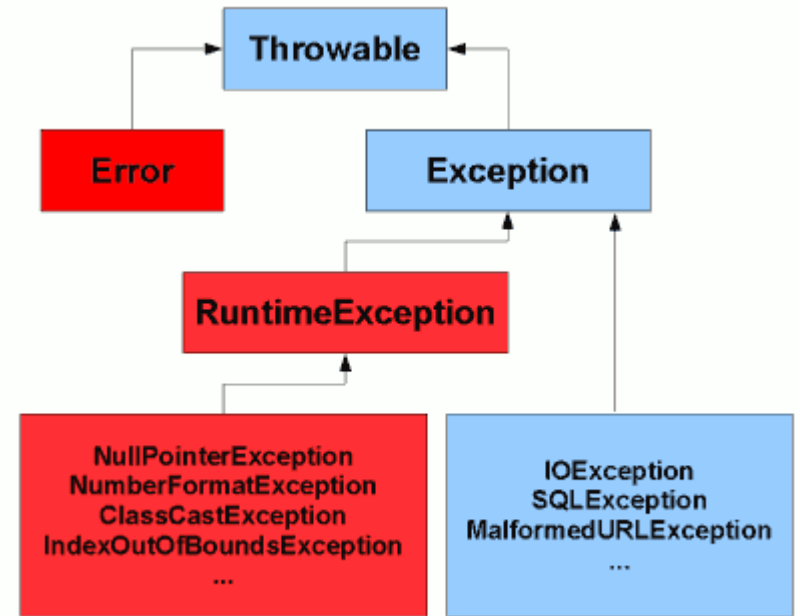 Throwable
Error
Exception
RuntimeException
NullPointerException
NumberFormatException
ClassCastException
IndexOutOfBoundsException
...
IOException
SQLException
MalformedURLException
...